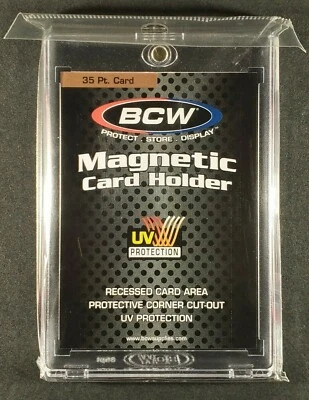 35 Pt. Card
BCW
PROTECT . STORE . DISPLAY
Magnetic
Card Holder
UV
PROTECTION
RECESSED CARD AREA
PROTECTIVE CORNER CUT-OUT
UV PROTECTION
www.bcwsupplies.com